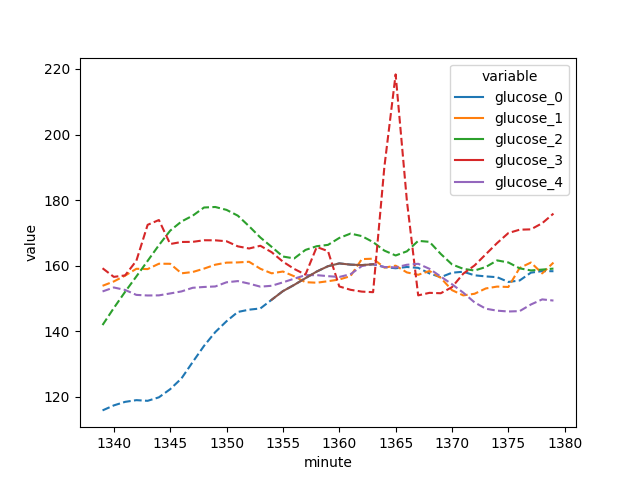 variable
glucose_0
glucose_1
glucose_2
glucose_3
glucose_4
value
220
200
180
160
140
120
1340 1345 1350 1355 1360 1365 1370 1375 1380
minute